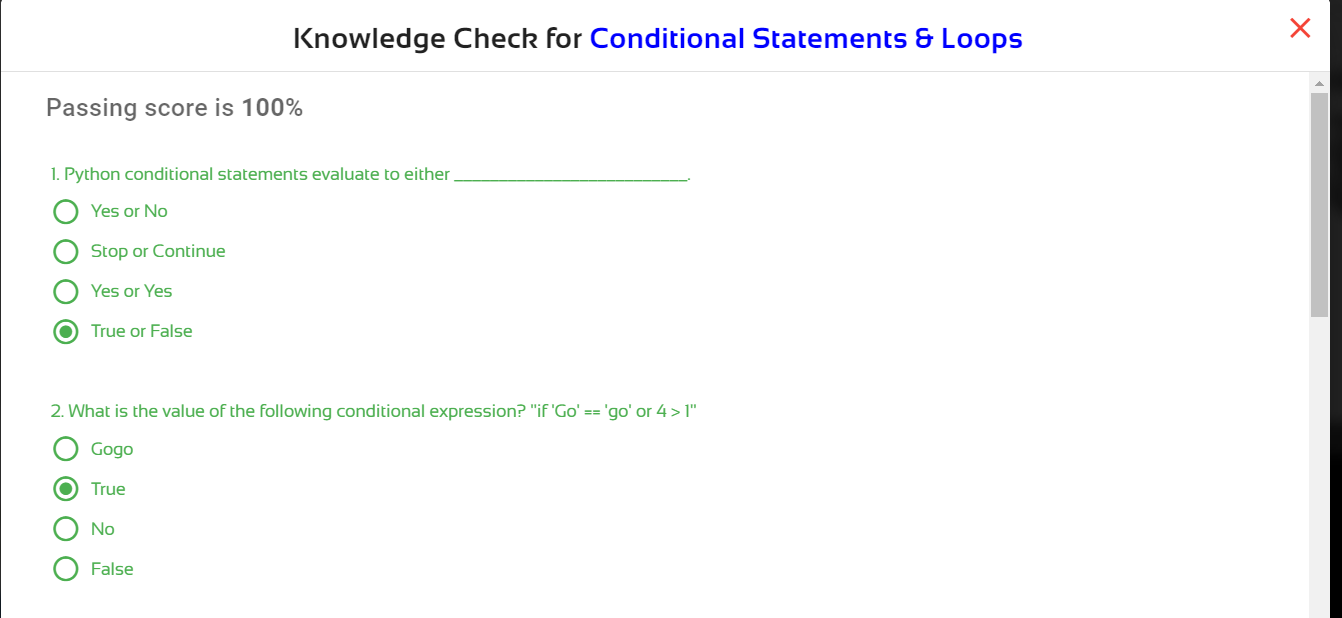 Knowledge Check for Conditional Statements & Loops
Passing score is 100%
1. Python conditional statements evaluate to either __________________________.
Yes or No
Stop or Continue
Yes or Yes
True or False
2. What is the value of the following conditional expression? "if 'Go' == 'go' or 4 > 1"
Gogo
True
No
False